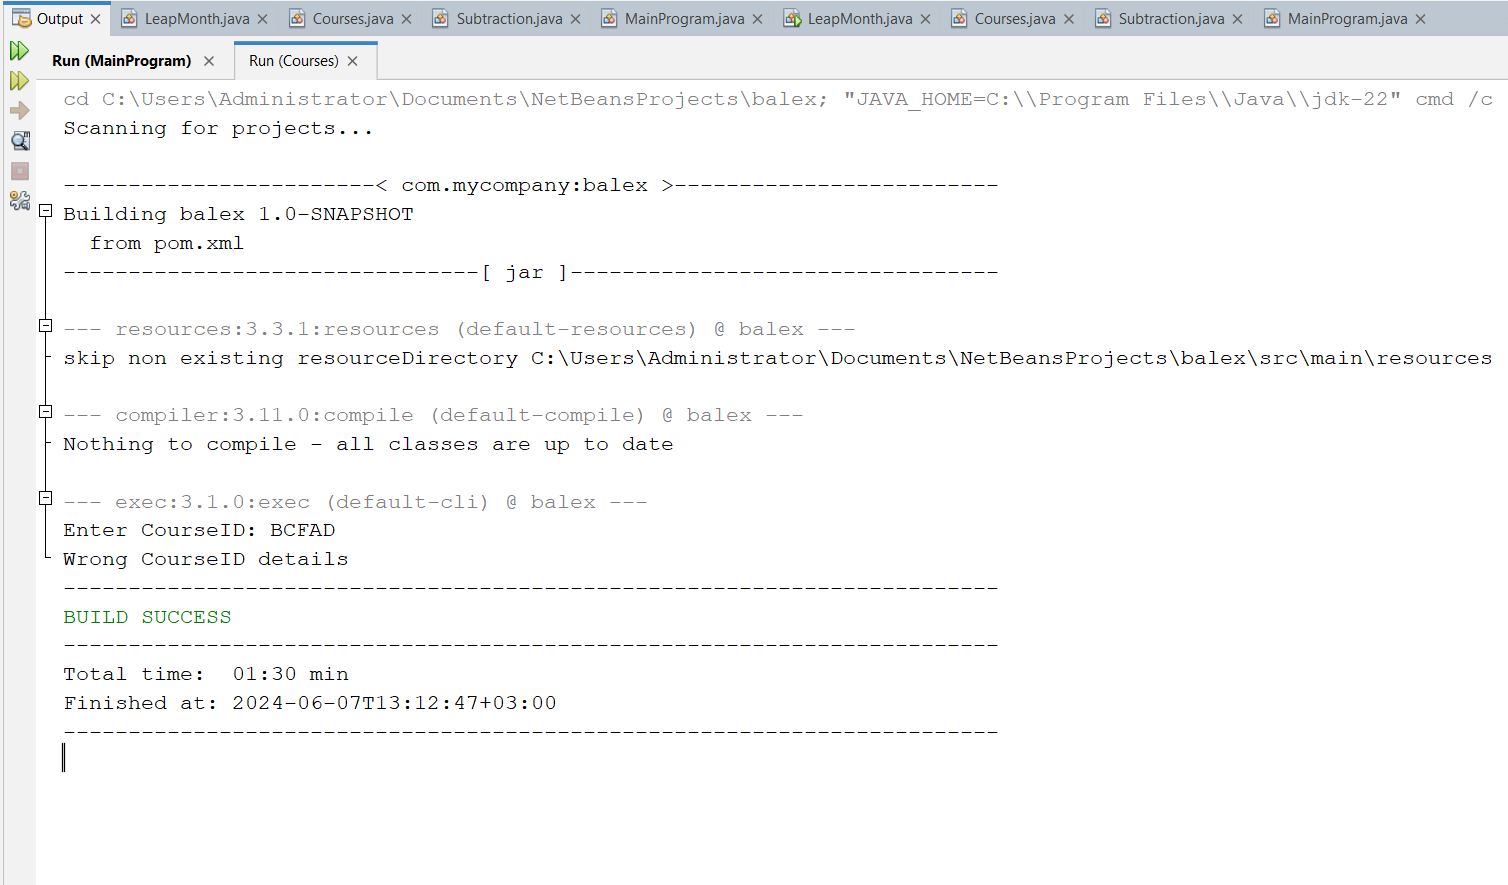 Output LeapMonth.java Courses.java Subtraction.java MainProgram.java LeapMonth.java Courses.java Subtraction.java MainProgram.java
Run (MainProgram) Run (Courses)
cd C:\Users\Administrator\Documents\NetBeansProjects\balex; "JAVA_HOME=C:\\Program Files\\Java\\jdk-22" cmd /c
Scanning for projects...
------------------------< com.mycompany:balex >-------------------------
Building balex 1.0-SNAPSHOT
  from pom.xml
--------------------------------[ jar ]---------------------------------
--- resources:3.3.1:resources (default-resources) @ balex ---
skip non existing resourceDirectory C:\Users\Administrator\Documents\NetBeansProjects\balex\src\main\resources
--- compiler:3.11.0:compile (default-compile) @ balex ---
Nothing to compile - all classes are up to date
--- exec:3.1.0:exec (default-cli) @ balex ---
Enter CourseID: BCFAD
Wrong CourseID details
------------------------------------------------------------------------
BUILD SUCCESS
------------------------------------------------------------------------
Total time:  01:30 min
Finished at: 2024-06-07T13:12:47+03:00
------------------------------------------------------------------------